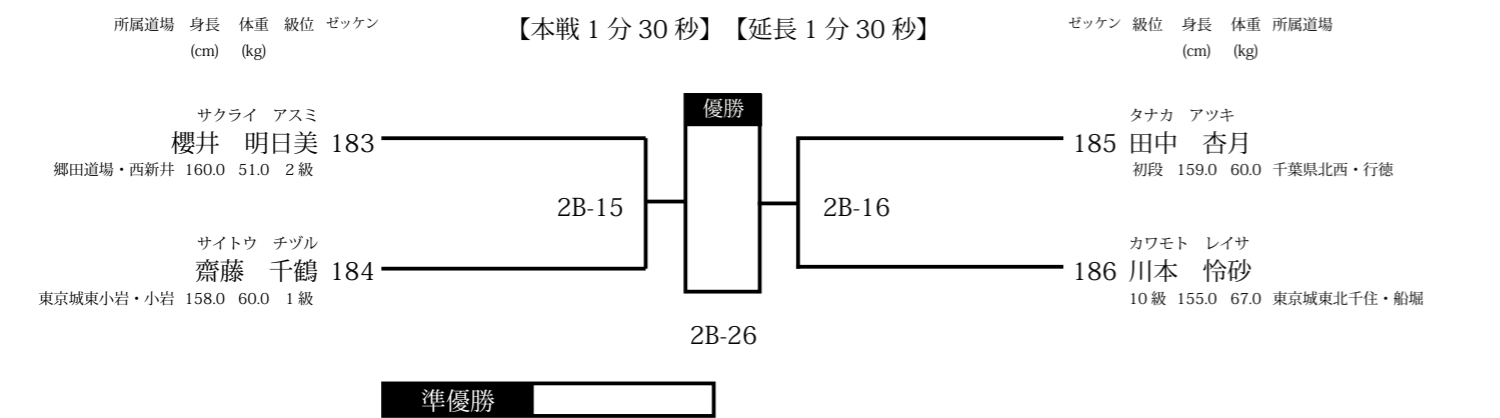 所属道場 身長 体重 級位 ゼッケン
(cm) (kg)
【本戦 1 分 30 秒】【延長 1 分 30 秒】
ゼッケン 級位 身長 体重 所属道場
(cm) (kg)
優勝
サクライ アスミ
櫻井 明日美 183
郷田道場・西新井 160.0 51.0 2 級
タナカ アツキ
185 田中 杏月
初段 159.0 60.0 千葉県北西・行徳
2B-15
2B-16
サイトウ チヅル
齋藤 千鶴 184
東京城東小岩・小岩 158.0 60.0 1 級
カワモト レイサ
186 川本 怜砂
10 級 155.0 67.0 東京城東北千住・船堀
2B-26
準優勝